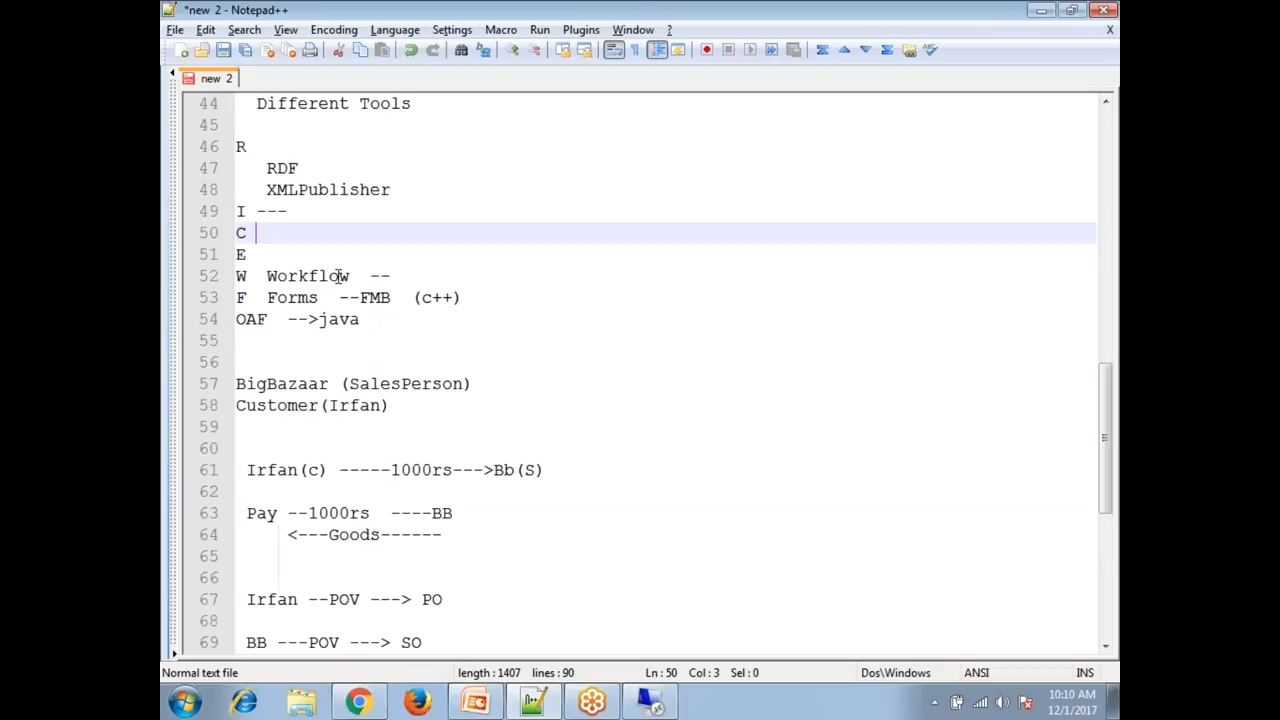 *new 2 - Notepad++
File Edit Search View Encoding Language Settings Macro Run Plugins Window ? X
new 2
44 Different Tools
45
46 R
47 RDF
48 XMLPublisher
49 I ---
50 C
51 E
52 W Workflow --
53 F Forms --FMB (c++)
54 OAF -->java
55
56
57 BigBazaar (SalesPerson)
58 Customer(Irfan)
59
60
61 Irfan(c) -----1000rs--->Bb(S)
62
63 Pay --1000rs ----BB
64 <---Goods------
65
66
67 Irfan --POV ---> PO
68
69 BB ---POV ---> SO
Normal text file length : 1407 lines : 90 Ln : 50 Col : 3 Sel : 0 Dos\Windows ANSI INS
10:10 AM
12/1/2017